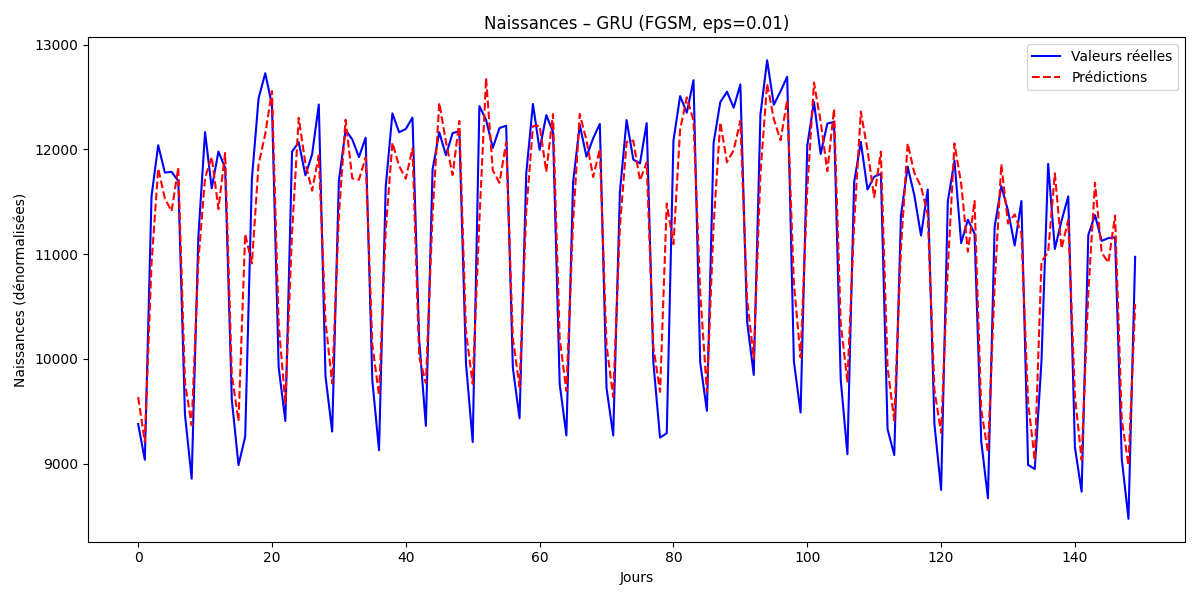 Naissances – GRU (FGSM, eps=0.01)
Valeurs réelles
Prédictions
Naissances (dénormalisées)
13000
12000
11000
10000
9000
0 20 40 60 80 100 120 140
Jours